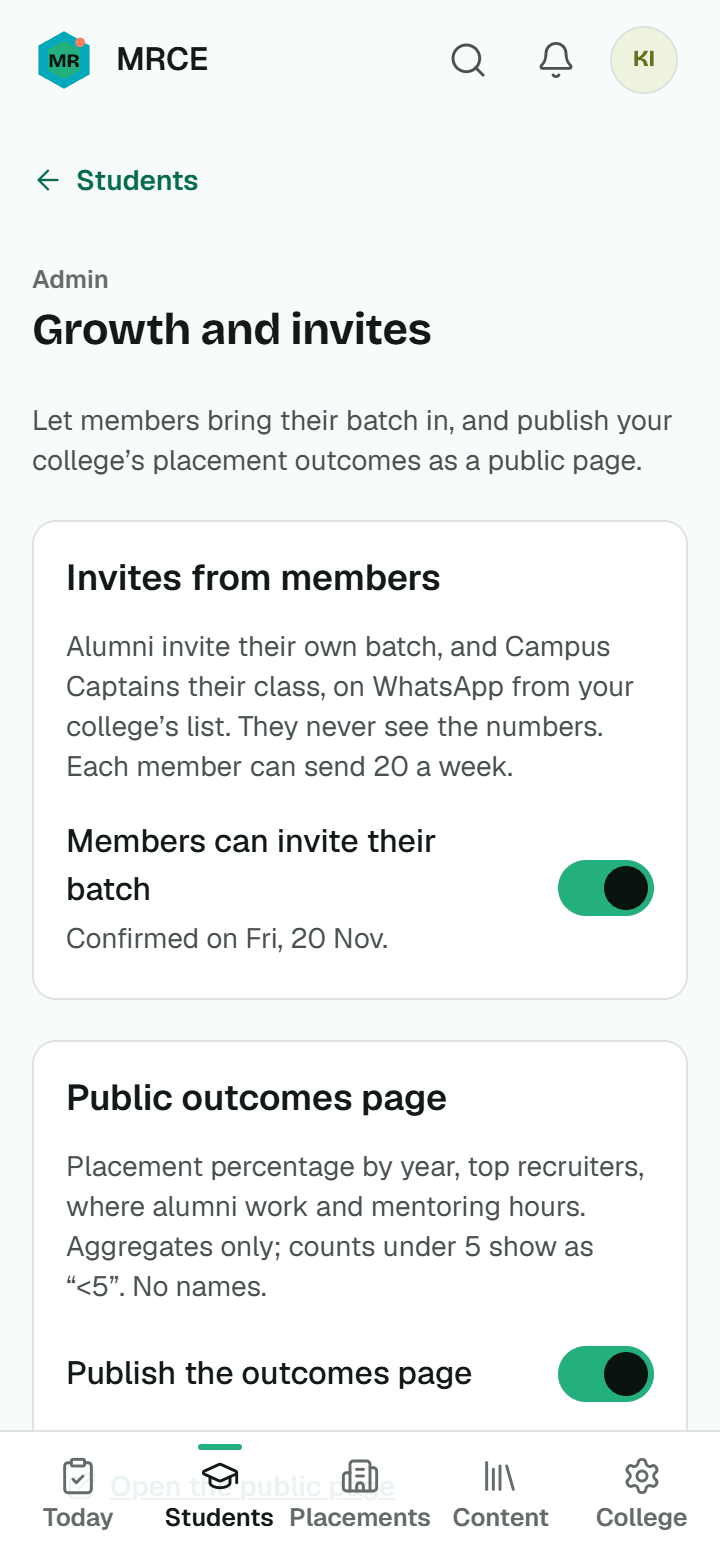 MR MRCE KI
Students
Admin
Growth and invites
Let members bring their batch in, and publish your
college’s placement outcomes as a public page.
Invites from members
Alumni invite their own batch, and Campus
Captains their class, on WhatsApp from your
college’s list. They never see the numbers.
Each member can send 20 a week.
Members can invite their
batch
Confirmed on Fri, 20 Nov.
Public outcomes page
Placement percentage by year, top recruiters,
where alumni work and mentoring hours.
Aggregates only; counts under 5 show as
“<5”. No names.
Publish the outcomes page
Open the public page
Today Students Placements Content College